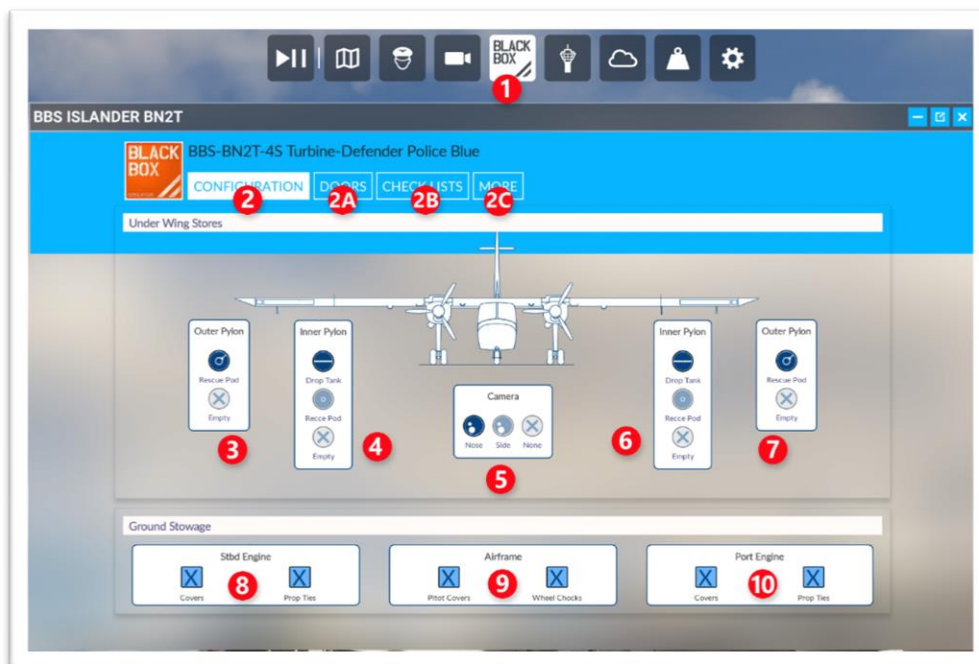 BLACK
BOX
1
BBS ISLANDER BN2T
BLACK
BOX
BBS-BN2T-4S Turbine-Defender Police Blue
CONFIGURATION DOORS CHECK LISTS MORE
2 2A 2B 2C
Under Wing Stores
Outer Pylon Inner Pylon Inner Pylon Outer Pylon
Rescue Pod Drop Tank Drop Tank Rescue Pod
Camera
Empty Recce Pod Recce Pod Empty
Nose Side None
3 4 6 7
Empty Empty
5
Ground Stowage
Stbd Engine Airframe Port Engine
X X X X X X
8 9 10
Covers Prop Ties Pitot Covers Wheel Chocks Covers Prop Ties